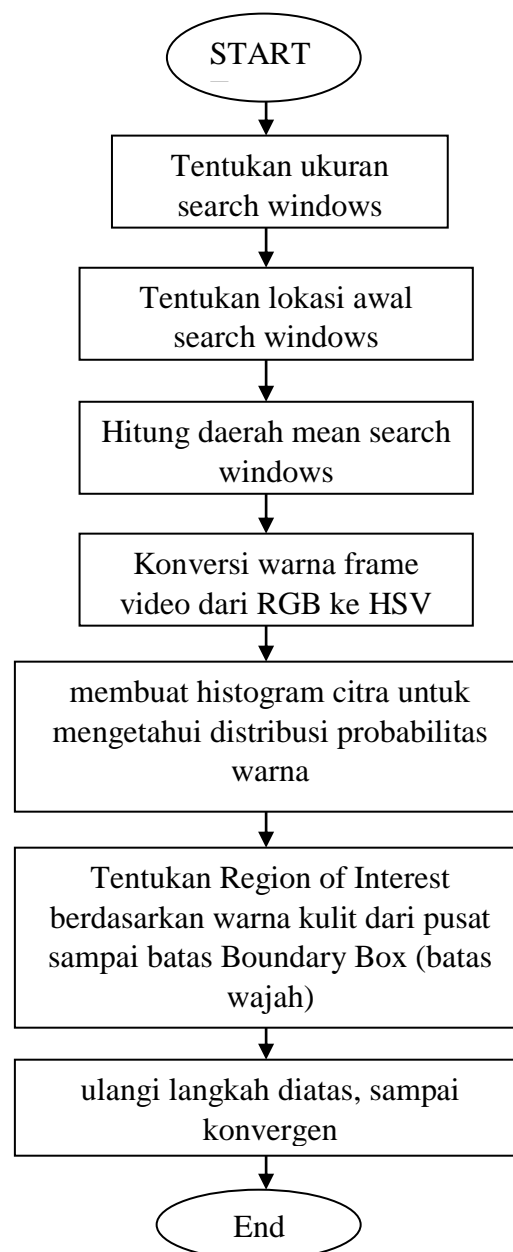 START
Tentukan ukuran
search windows
Tentukan lokasi awal
search windows
Hitung daerah mean search
windows
Konversi warna frame
video dari RGB ke HSV
membuat histogram citra untuk
mengetahui distribusi probabilitas
warna
Tentukan Region of Interest
berdasarkan warna kulit dari pusat
sampai batas Boundary Box (batas
wajah)
ulangi langkah diatas, sampai
konvergen
End